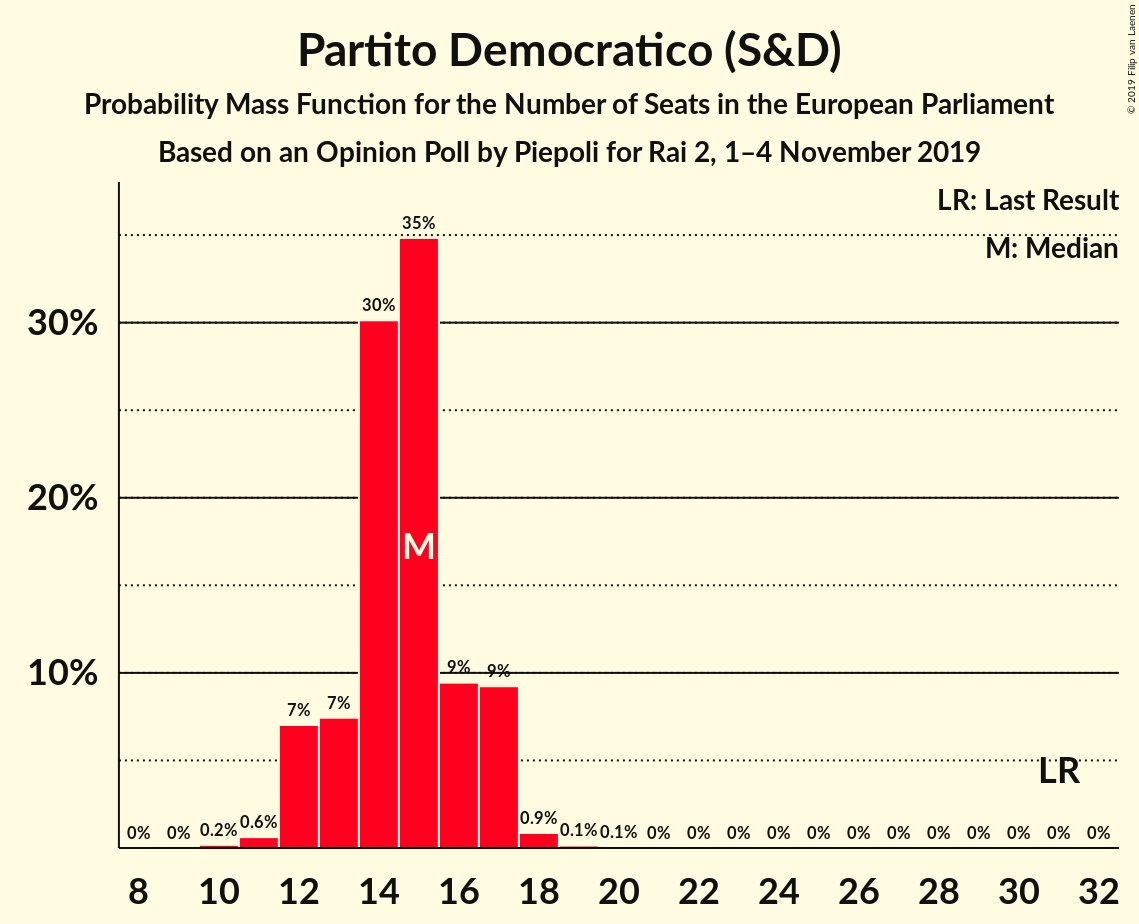 © 2019 Filip van Laenen
Partito Democratico (S&D)
Probability Mass Function for the Number of Seats in the European Parliament
Based on an Opinion Poll by Piepoli for Rai 2, 1–4 November 2019
LR: Last Result
M: Median
35%
30%
30%
20%
M
10%
9% 9%
7% 7%
LR
0% 0% 0.2% 0.6% 0.9% 0.1% 0.1% 0% 0% 0% 0% 0% 0% 0% 0% 0% 0% 0% 0%
8 10 12 14 16 18 20 22 24 26 28 30 32